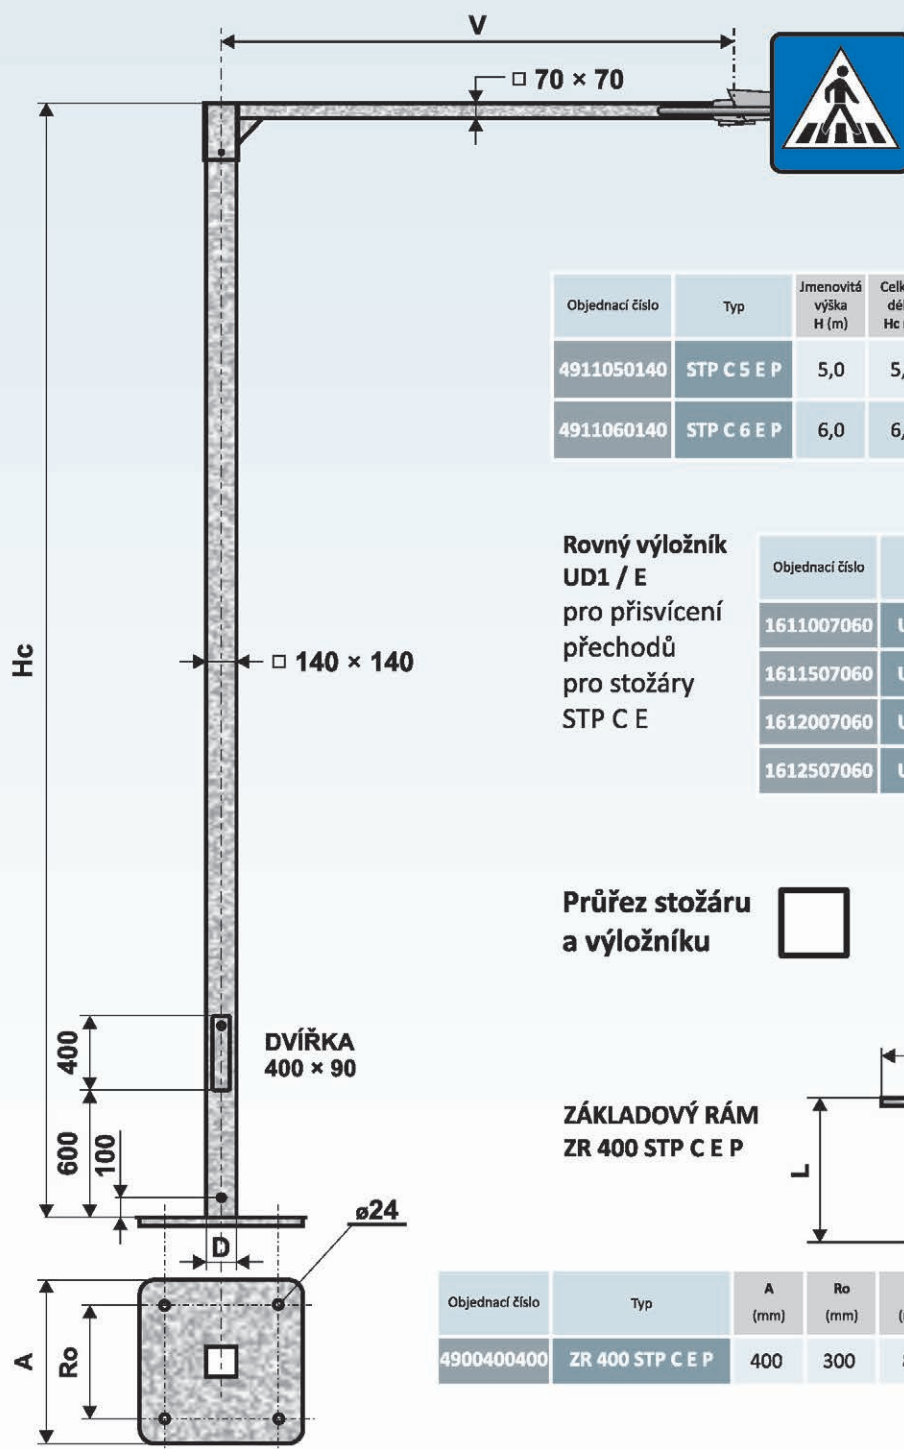 V
□ 70 × 70
Objednací číslo
Typ
Jmenovitá
výška
H (m)
Hc
4911050140 STP C 5 E P 5,0
4911060140 STP C 6 E P 6,0
Rovný výložník
UD1 / E
pro přisvícení
přechodů
pro stožáry
STP C E
Objednací číslo
1611007060
1611507060
1612007060
1612507060
Hc
□ 140 × 140
Průřez stožáru
a výložníku
DVÍŘKA
400 × 90
400
600
100
ZÁKLADOVÝ RÁM
ZR 400 STP C E P
L
ø24
D
A
Ro
Objednací číslo Typ A (mm) Ro (mm)
4900400400 ZR 400 STP C E P 400 300